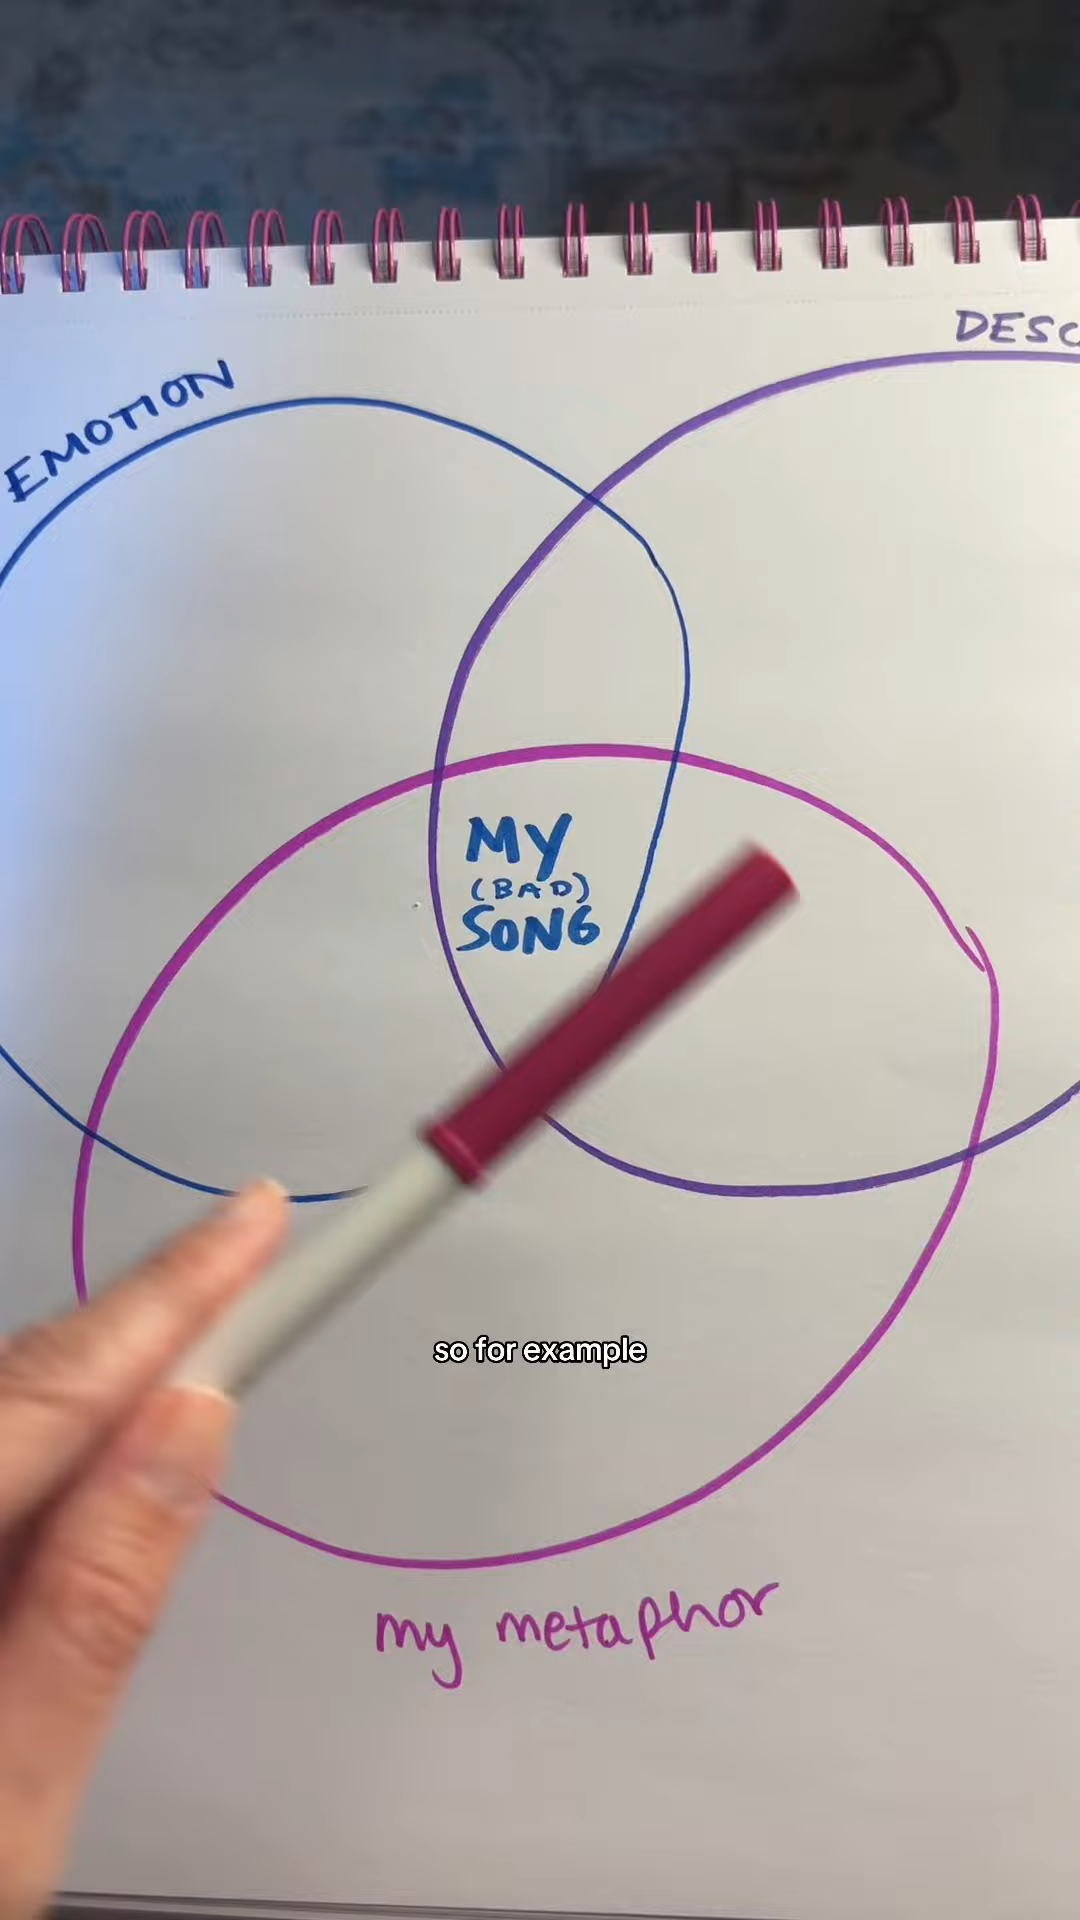 DESC
EMOTION
MY
(BAD)
SONG
so for example
my metaphor